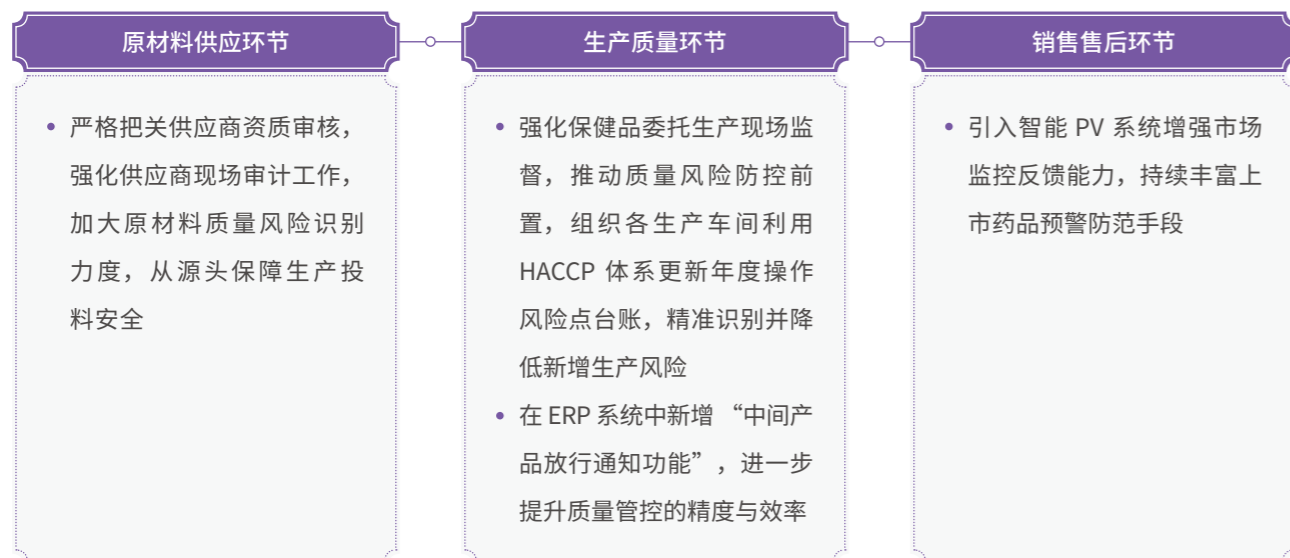 原材料供应环节
严格把关供应商资质审核，
强化供应商现场审计工作，
加大原材料质量风险识别
力度，从源头保障生产投
料安全
生产质量环节
强化保健品委托生产现场监
督，推动质量风险防控前
置，组织各生产车间利用
HACCP 体系更新年度操作
风险点台账，精准识别并降
低新增生产风险
在 ERP 系统中新增 “中间产
品放行通知功能”，进一步
提升质量管控的精度与效率
销售售后环节
引入智能 PV 系统增强市场
监控反馈能力，持续丰富上
市药品预警防范手段